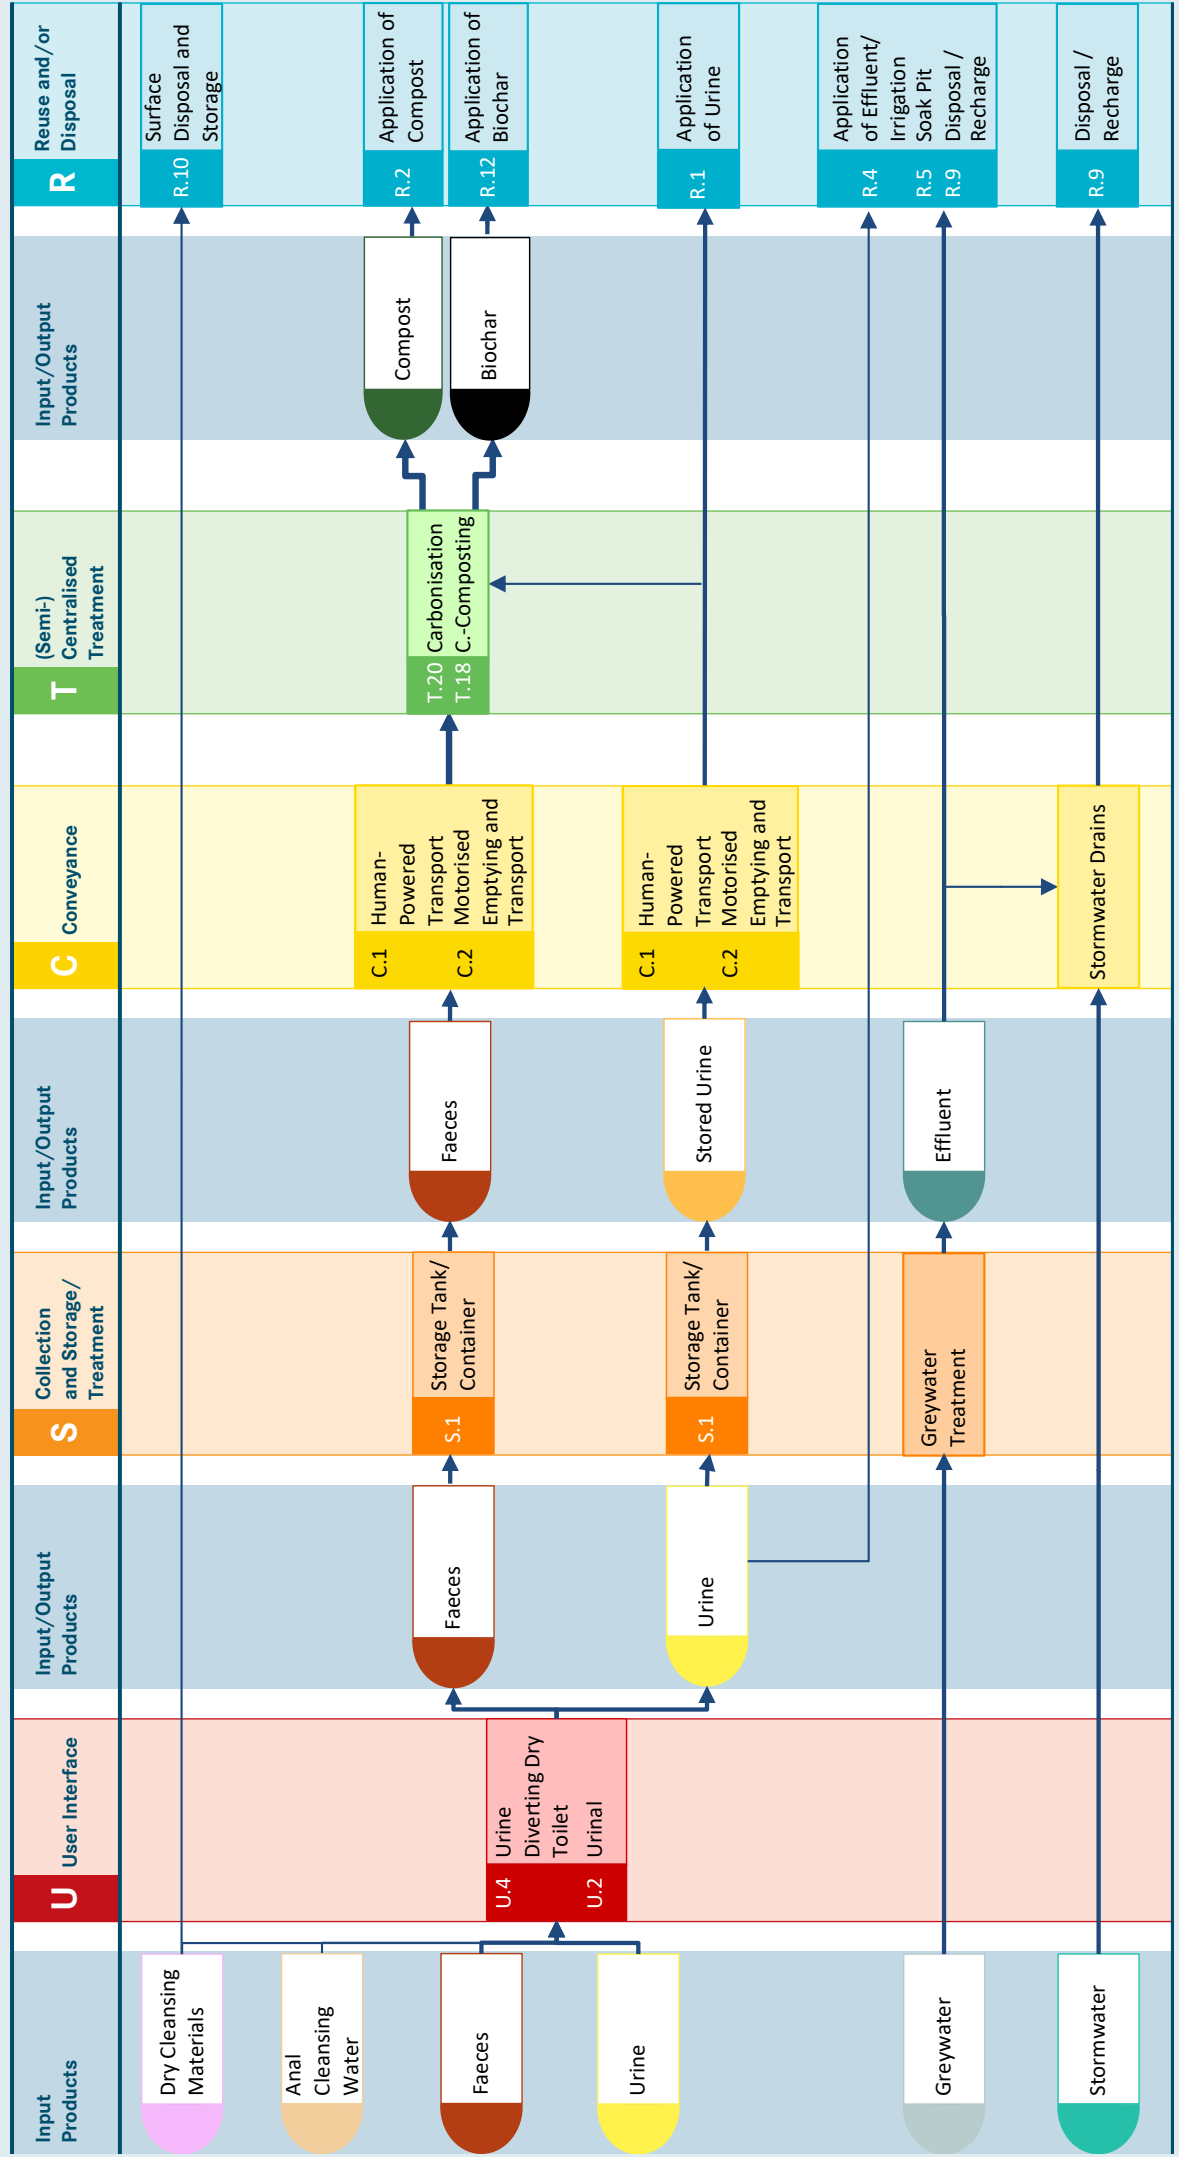 Input
Products
U
User Interface
Input/Output
Products
S
Collection
and Storage/
Treatment
Input/Output
Products
C
Conveyance
T
(Semi-)
Centralised
Treatment
Input/Output
Products
R
Reuse and/or
Disposal
Dry Cleansing
Materials
R.10
Surface
Disposal and
Storage
Anal
Cleansing
Water
Faeces
Urine
U.4
Urine
Diverting Dry
Toilet
U.2
Urinal
Faeces
S.1
Storage Tank/
Container
Faeces
C.1
Human-
Powered
Transport
C.2
Motorised
Emptying and
Transport
T.20
Carbonisation
T.18
C.-Composting
Compost
R.2
Application of
Compost
Biochar
R.12
Application of
Biochar
Urine
S.1
Storage Tank/
Container
Stored Urine
C.1
Human-
Powered
Transport
C.2
Motorised
Emptying and
Transport
R.1
Application
of Urine
Greywater
Greywater
Treatment
Effluent
R.4
Application
of Effluent/
Irrigation
R.5
Soak Pit
R.9
Disposal /
Recharge
Stormwater
Stormwater Drains
R.9
Disposal /
Recharge